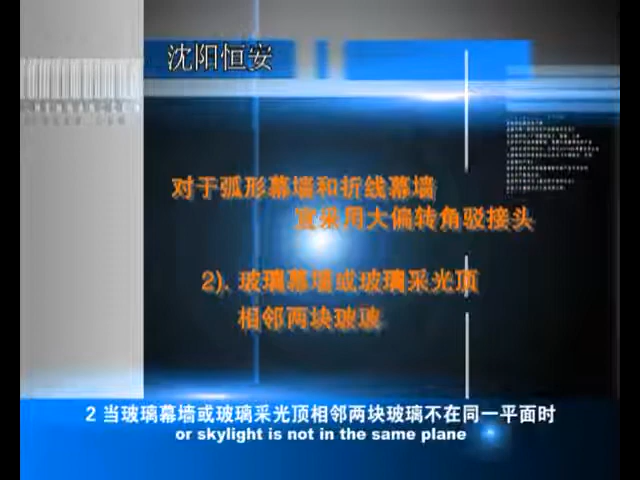 沈阳恒安
对于弧形幕墙和折线幕墙
宜采用大偏转角驳接头
2). 玻璃幕墙或玻璃采光顶
相邻两块玻玻
2 当玻璃幕墙或玻璃采光顶相邻两块玻璃不在同一平面时
or skylight is not in the same plane